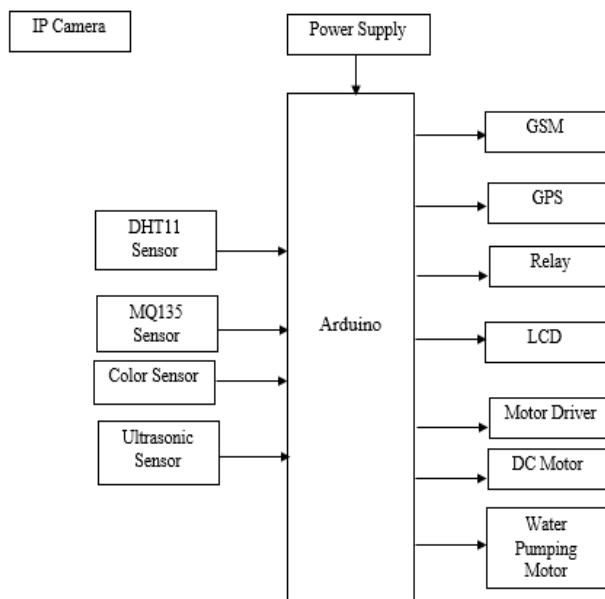 IP Camera
Power Supply
GSM
GPS
DHT11
Sensor
Relay
MQ135
Sensor
Arduino
LCD
Color Sensor
Motor Driver
Ultrasonic
Sensor
DC Motor
Water
Pumping
Motor